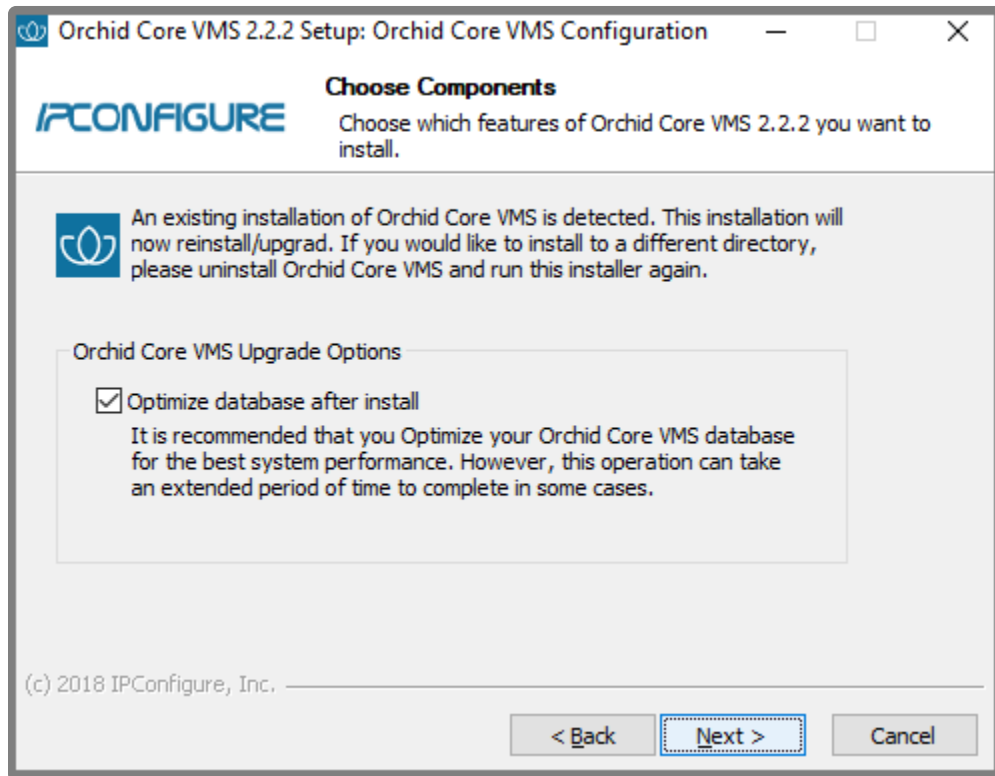 Orchid Core VMS 2.2.2 Setup: Orchid Core VMS Configuration
IPCONFIGURE
Choose Components
Choose which features of Orchid Core VMS 2.2.2 you want to
install.
An existing installation of Orchid Core VMS is detected. This installation will
now reinstall/upgrad. If you would like to install to a different directory,
please uninstall Orchid Core VMS and run this installer again.
Orchid Core VMS Upgrade Options
Optimize database after install
It is recommended that you Optimize your Orchid Core VMS database
for the best system performance. However, this operation can take
an extended period of time to complete in some cases.
(c) 2018 IPConfigure, Inc.
< Back
Next >
Cancel